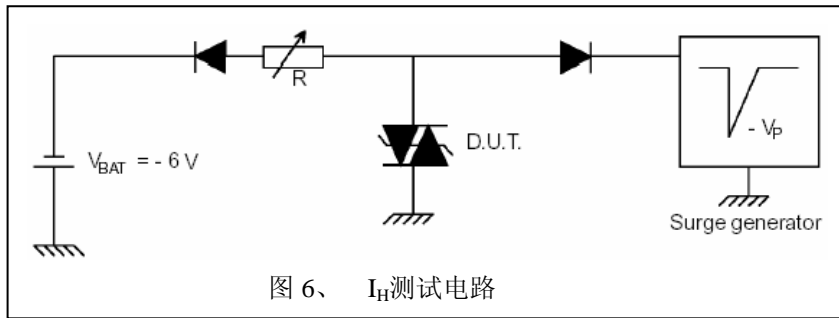 R
D.U.T.
V_BAT = - 6 V
- V_P
Surge generator
图 6、 I_H测试电路